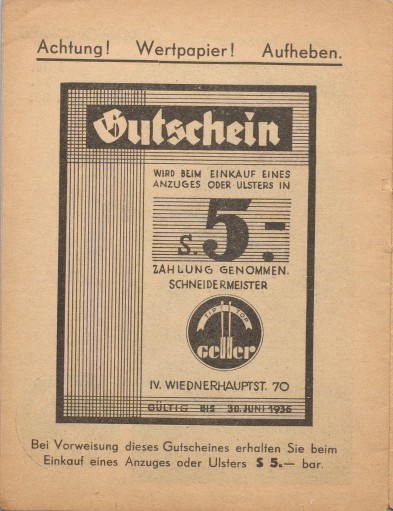 Achtung! Wertpapier! Aufheben.
Gutschein
WIRD BEIM EINKAUF EINES
ANZUGES ODER ULSTERS IN
S. 5.-
ZAHLUNG GENOMMEN.
SCHNEIDERMEISTER
TIP TOP
Geller
IV. WIEDNERHAUPTST. 70
GÜLTIG BIS 30. JUNI 1936
Bei Vorweisung dieses Gutscheines erhalten Sie beim
Einkauf eines Anzuges oder Ulsters S 5.— bar.